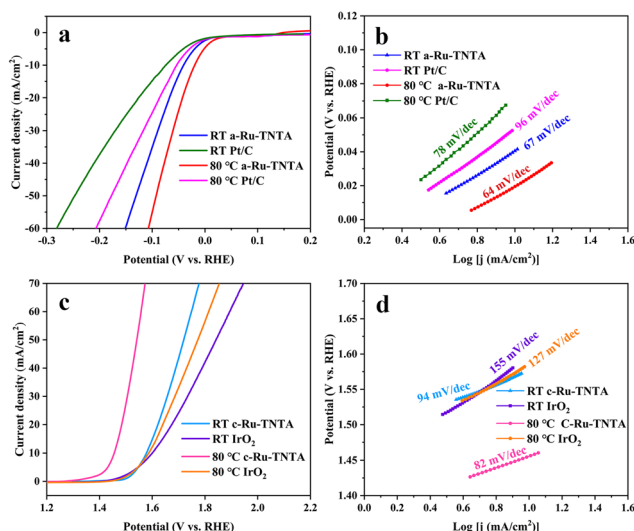 a
Current density (mA/cm²)
0
-10
-20
-30
-40
-50
-60
RT a-Ru-TNTA
RT Pt/C
80 °C a-Ru-TNTA
80 °C Pt/C
-0.3
-0.2
-0.1
0.0
0.1
0.2
Potential (V vs. RHE)
b
Potential (V vs. RHE)
0.12
0.10
0.08
0.06
0.04
0.02
0.00
RT a-Ru-TNTA
RT Pt/C
80 °C a-Ru-TNTA
80 °C Pt/C
78 mV/dec
96 mV/dec
67 mV/dec
64 mV/dec
0.0
0.2
0.4
0.6
0.8
1.0
1.2
1.4
1.6
Log |j (mA/cm²)|
c
Current density (mA/cm²)
70
60
50
40
30
20
10
0
RT c-Ru-TNTA
RT IrO₂
80 °C c-Ru-TNTA
80 °C IrO₂
1.2
1.4
1.6
1.8
2.0
2.2
Potential (V vs. RHE)
d
Potential (V vs. RHE)
1.70
1.65
1.60
1.55
1.50
1.45
1.40
155 mV/dec
127 mV/dec
94 mV/dec
RT c-Ru-TNTA
RT IrO₂
80 °C C-Ru-TNTA
80 °C IrO₂
82 mV/dec
0.0
0.2
0.4
0.6
0.8
1.0
1.2
1.4
1.6
Log [j (mA/cm²)]